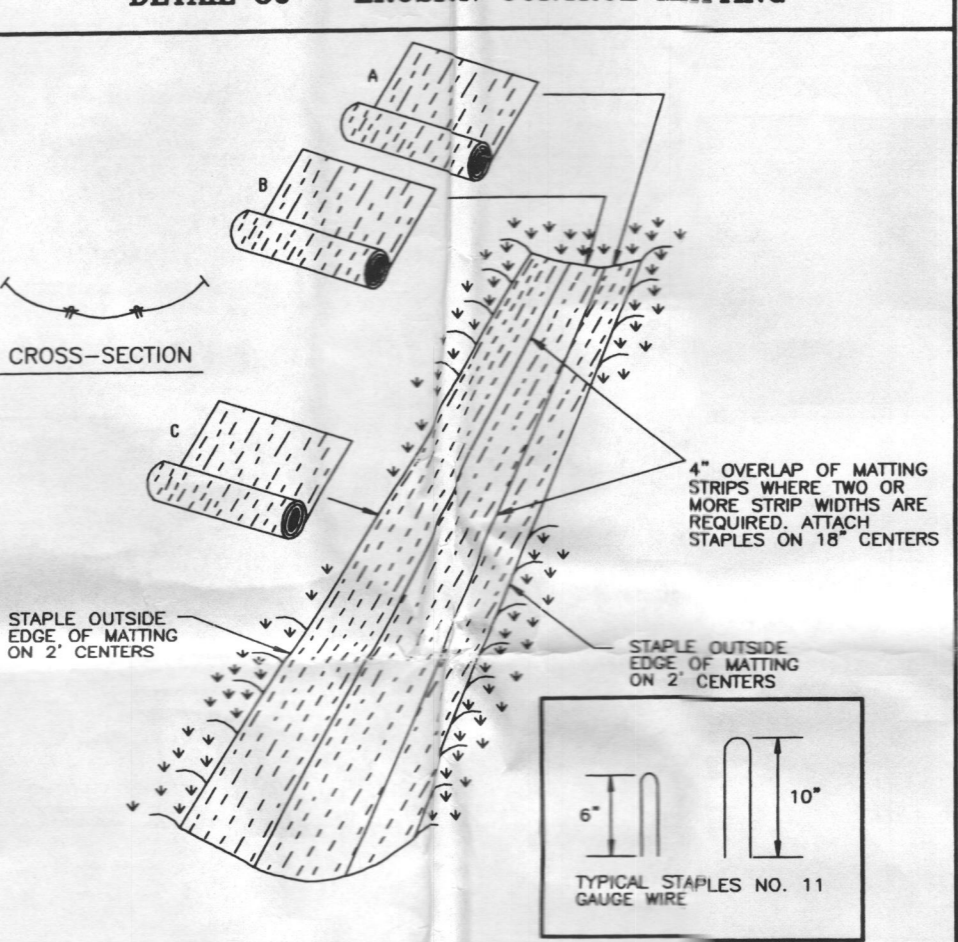 A
B
CROSS-SECTION
C
4" OVERLAP OF MATTING
STRIPS WHERE TWO OR
MORE STRIP WIDTHS ARE
REQUIRED. ATTACH
STAPLES ON 18" CENTERS
STAPLE OUTSIDE
EDGE OF MATTING
ON 2' CENTERS
STAPLE OUTSIDE
EDGE OF MATTING
ON 2' CENTERS
6"
10"
TYPICAL STAPLES NO. 11
GAUGE WIRE